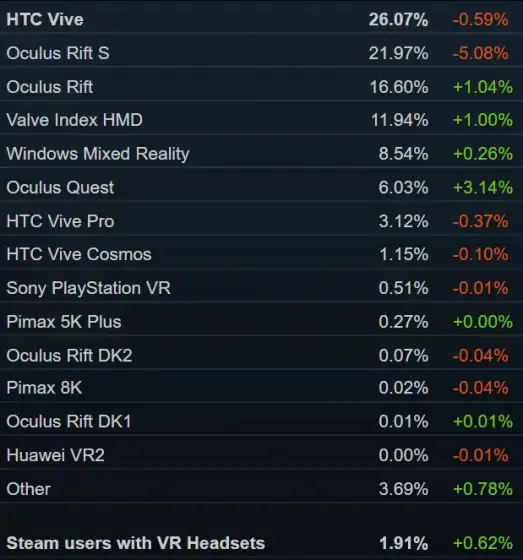 HTC Vive 26.07% -0.59%
Oculus Rift S 21.97% -5.08%
Oculus Rift 16.60% +1.04%
Valve Index HMD 11.94% +1.00%
Windows Mixed Reality 8.54% +0.26%
Oculus Quest 6.03% +3.14%
HTC Vive Pro 3.12% -0.37%
HTC Vive Cosmos 1.15% -0.10%
Sony PlayStation VR 0.51% -0.01%
Pimax 5K Plus 0.27% +0.00%
Oculus Rift DK2 0.07% -0.04%
Pimax 8K 0.02% -0.04%
Oculus Rift DK1 0.01% +0.01%
Huawei VR2 0.00% -0.01%
Other 3.69% +0.78%
Steam users with VR Headsets 1.91% +0.62%